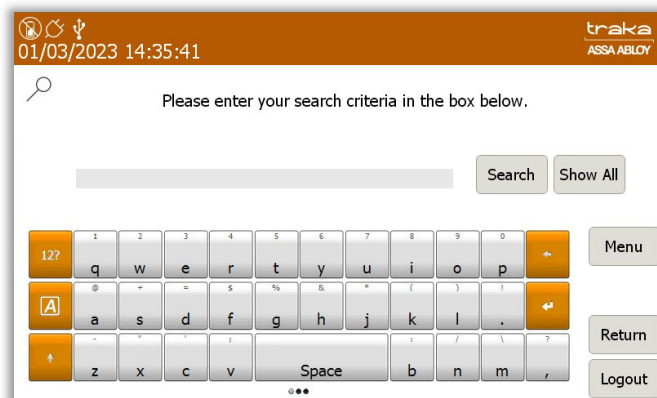 traka
01/03/2023 14:35:41
ASSA ABLOY
Please enter your search criteria in the box below.
Search
Show All
12?
1 2 3 4 5 6 7 8 9 0
q w e r t y u i o p
Menu
@ + = $ % & * ( ) !
A
a s d f g h j k l .
- " ' ; : / \ ?
z x c v Space b n m ,
Return
Logout